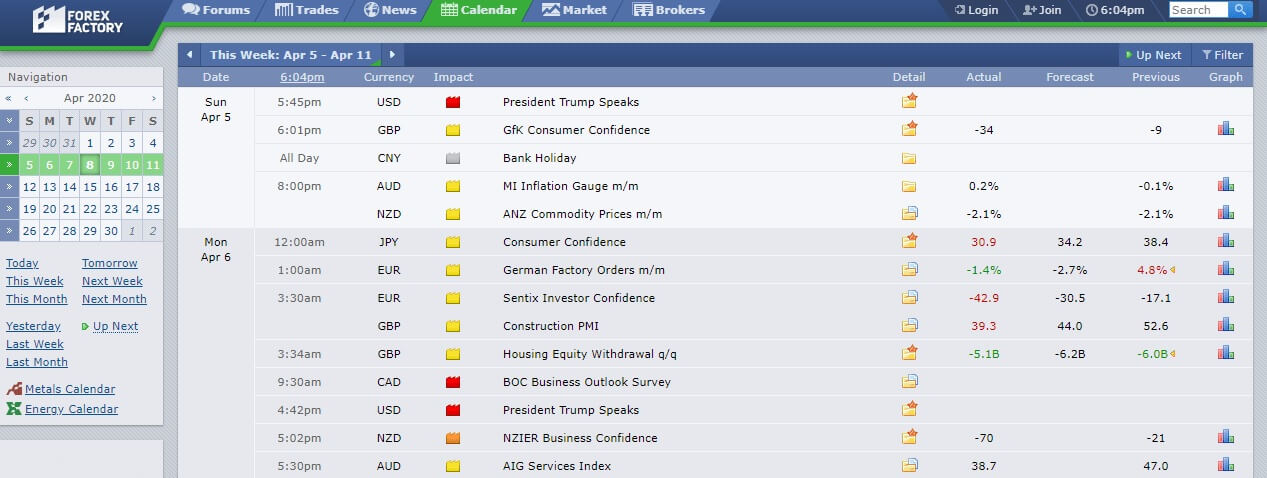 FOREX FACTORY
Forums Trades News Calendar Market Brokers Login Join 6:04pm Search
Navigation
« ‹ Apr 2020 ›
S M T W T F S
» 29 30 31 1 2 3 4
» 5 6 7 8 9 10 11
» 12 13 14 15 16 17 18
» 19 20 21 22 23 24 25
» 26 27 28 29 30 1 2
Today Tomorrow
This Week Next Week
This Month Next Month
Yesterday Up Next
Last Week
Last Month
Metals Calendar
Energy Calendar
This Week: Apr 5 - Apr 11 Up Next Filter
Date 6:04pm Currency Impact Detail Actual Forecast Previous Graph
Sun Apr 5 5:45pm USD President Trump Speaks
6:01pm GBP GfK Consumer Confidence -34 -9
All Day CNY Bank Holiday
8:00pm AUD MI Inflation Gauge m/m 0.2% -0.1%
NZD ANZ Commodity Prices m/m -2.1% -2.1%
Mon Apr 6 12:00am JPY Consumer Confidence 30.9 34.2 38.4
1:00am EUR German Factory Orders m/m -1.4% -2.7% 4.8%
3:30am EUR Sentix Investor Confidence -42.9 -30.5 -17.1
GBP Construction PMI 39.3 44.0 52.6
3:34am GBP Housing Equity Withdrawal q/q -5.1B -6.2B -6.0B
9:30am CAD BOC Business Outlook Survey
4:42pm USD President Trump Speaks
5:02pm NZD NZIER Business Confidence -70 -21
5:30pm AUD AIG Services Index 38.7 47.0